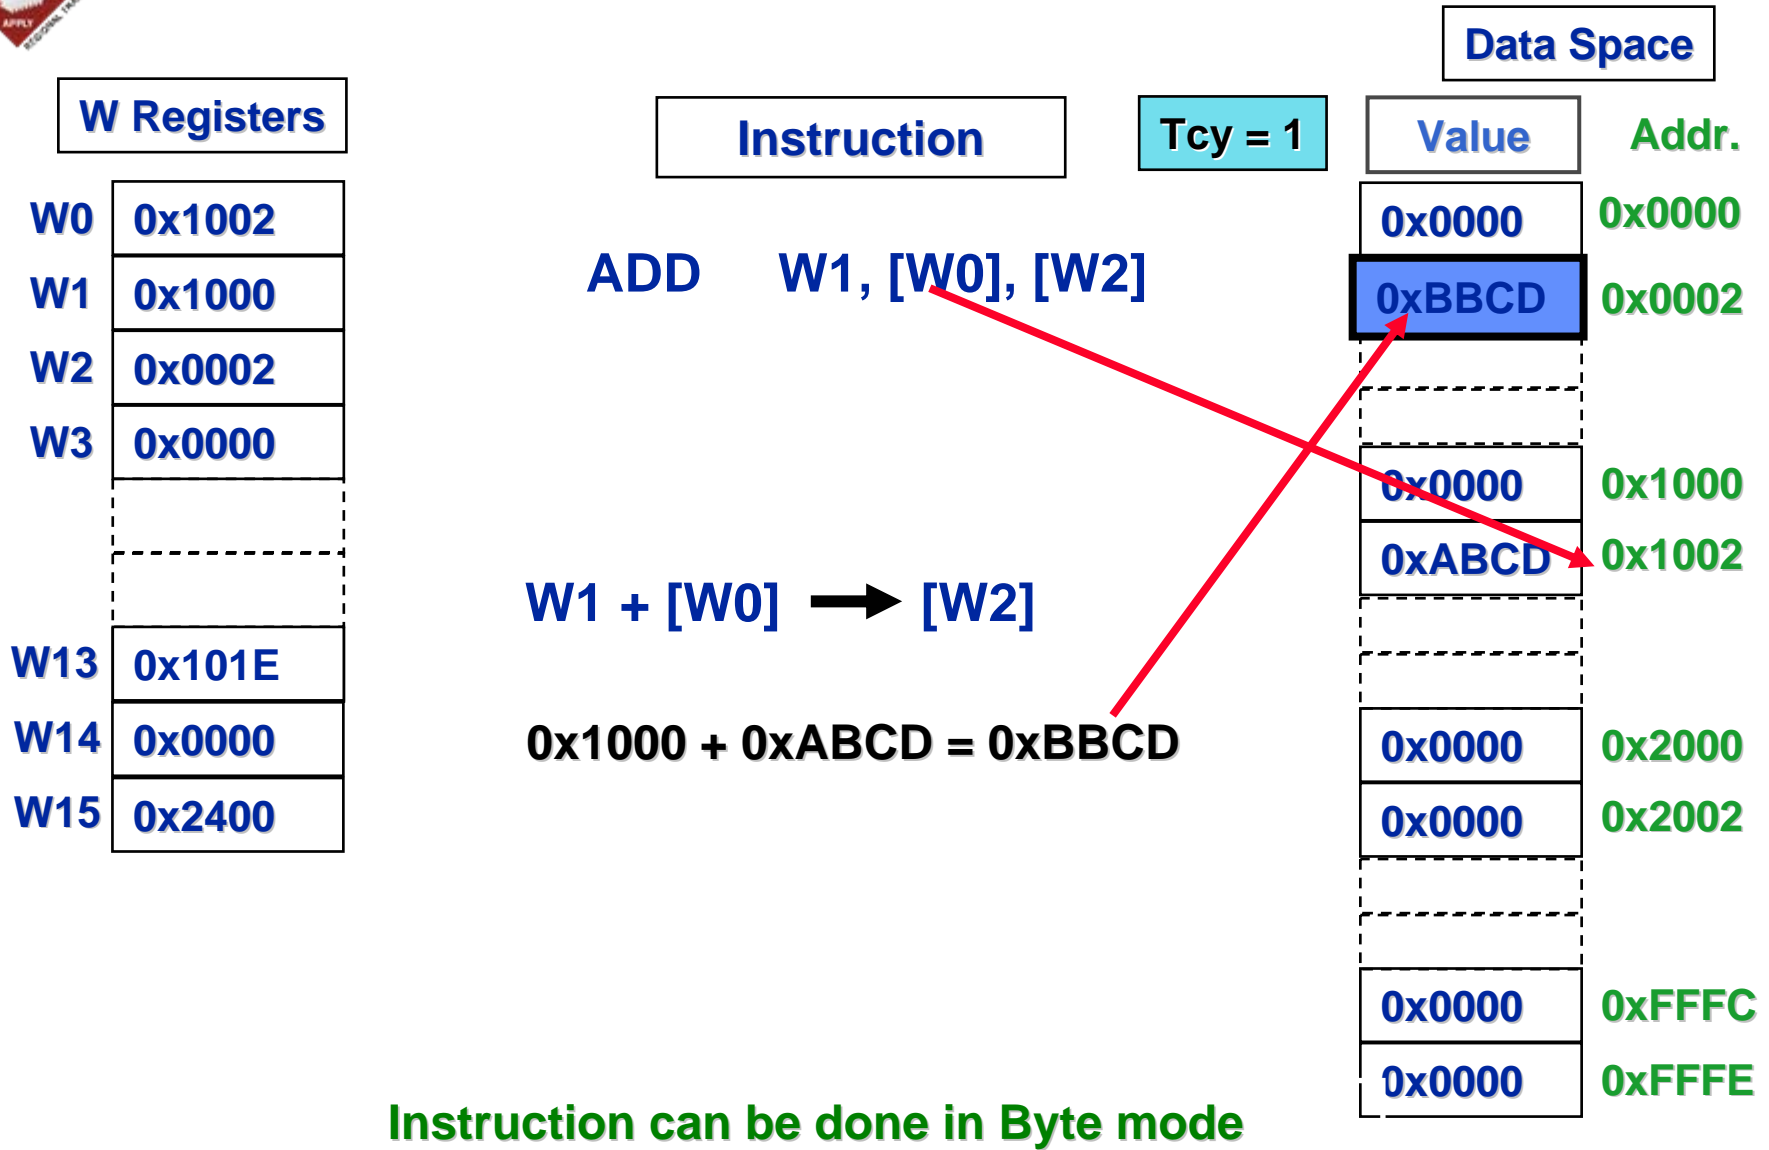 APPLY
Data Space
W Registers
Instruction
Tcy = 1
Value
Addr.
W0 0x1002
W1 0x1000
W2 0x0002
W3 0x0000
W13 0x101E
W14 0x0000
W15 0x2400
ADD W1, [W0], [W2]
W1 + [W0] [W2]
0x1000 + 0xABCD = 0xBBCD
0x0000 0x0000
0xBBCD 0x0002
0x0000 0x1000
0xABCD 0x1002
0x0000 0x2000
0x0000 0x2002
0x0000 0xFFFC
0x0000 0xFFFE
Instruction can be done in Byte mode